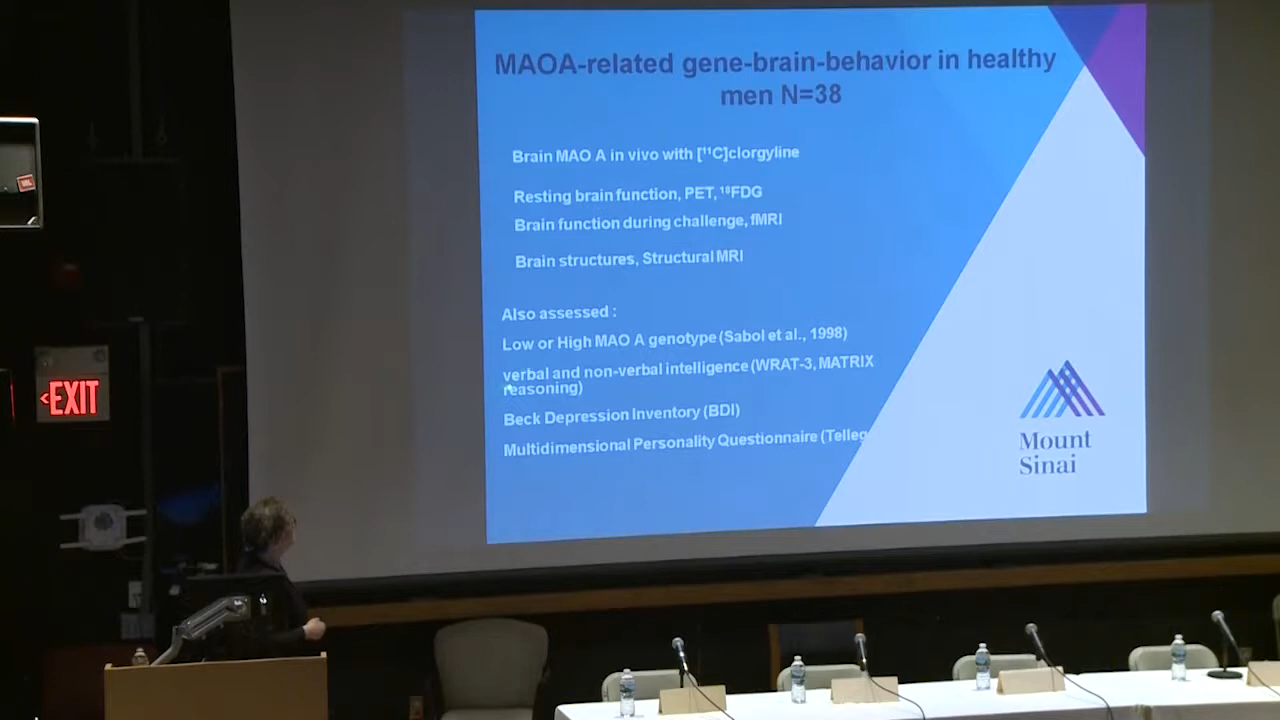 MAOA-related gene-brain-behavior in healthy
men N=38
Brain MAO A in vivo with [¹¹C]clorgyline
Resting brain function, PET, ¹⁸FDG
Brain function during challenge, fMRI
Brain structures, Structural MRI
Also assessed :
Low or High MAO A genotype (Sabol et al., 1998)
verbal and non-verbal intelligence (WRAT-3, MATRIX
reasoning)
Beck Depression Inventory (BDI)
Multidimensional Personality Questionnaire (Telleg
Mount
Sinai
EXIT